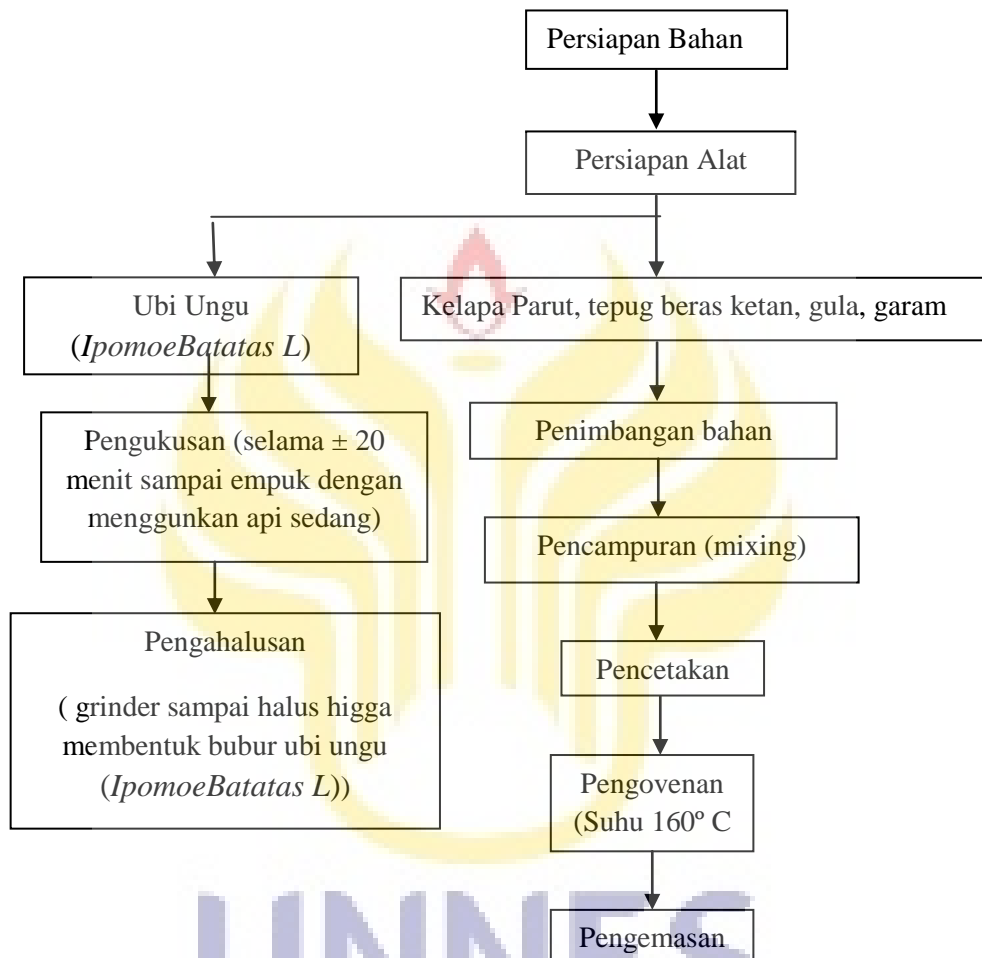 Persiapan Bahan
Persiapan Alat
Ubi Ungu
(IpomoeBatatas L)
Kelapa Parut, tepug beras ketan, gula, garam
Pengukusan (selama ± 20
menit sampai empuk dengan
menggunkan api sedang)
Penimbangan bahan
Pencampuran (mixing)
Pengahalusan
( grinder sampai halus higga
membentuk bubur ubi ungu
(IpomoeBatatas L))
Pencetakan
Pengovenan
(Suhu 160º C
Pengemasan
UNNES